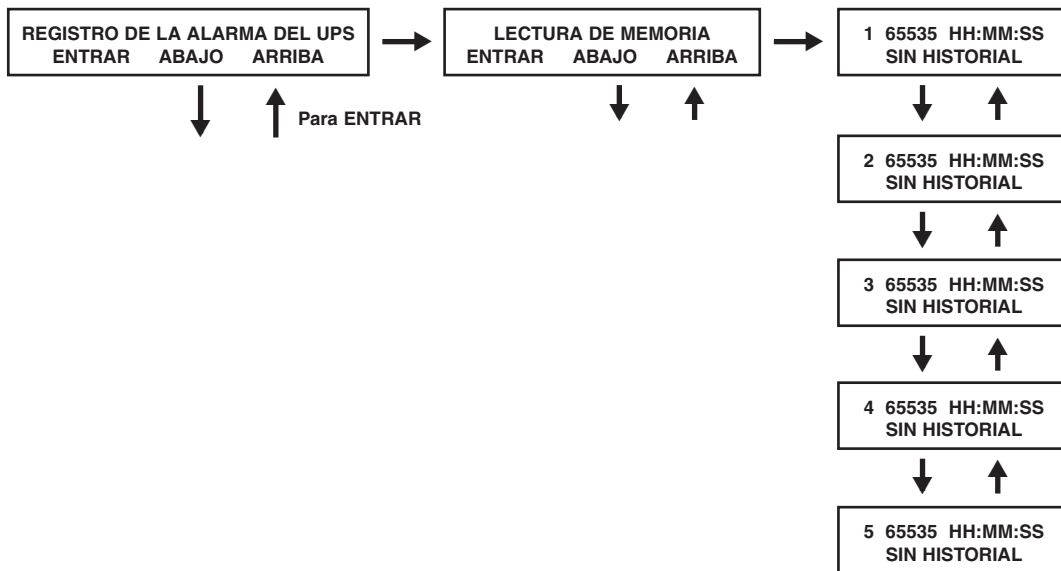 REGISTRO DE LA ALARMA DEL UPS
ENTRAR ABAJO ARRIBA
Para ENTRAR
LECTURA DE MEMORIA
ENTRAR ABAJO ARRIBA
1 65535 HH:MM:SS
SIN HISTORIAL
2 65535 HH:MM:SS
SIN HISTORIAL
3 65535 HH:MM:SS
SIN HISTORIAL
4 65535 HH:MM:SS
SIN HISTORIAL
5 65535 HH:MM:SS
SIN HISTORIAL